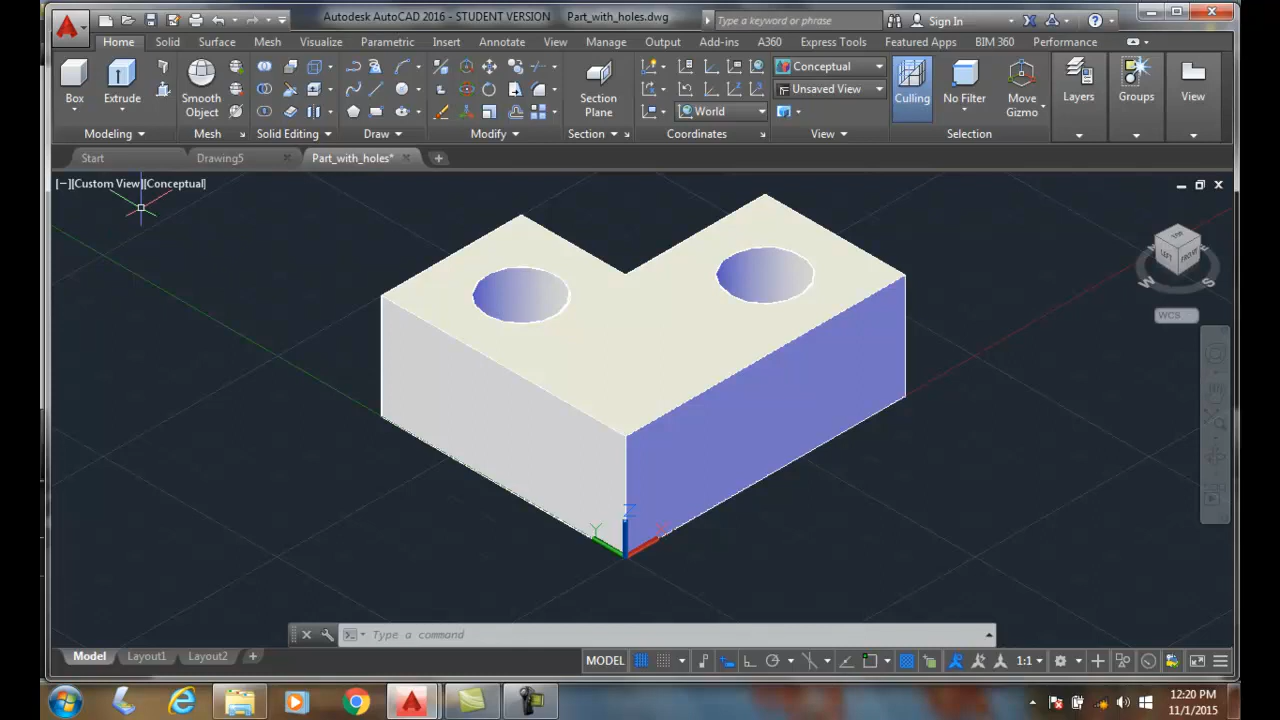 Autodesk AutoCAD 2016 - STUDENT VERSION Part_with_holes.dwg
Type a keyword or phrase
Sign In
Home Solid Surface Mesh Visualize Parametric Insert Annotate View Manage Output Add-ins A360 Express Tools Featured Apps BIM 360 Performance
Box
Extrude
Smooth
Object
Section
Plane
World
Conceptual
Unsaved View
Culling
No Filter
Move
Gizmo
Layers
Groups
View
Modeling Mesh Solid Editing Draw Modify Section Coordinates View Selection
Start Drawing5 Part_with_holes*
[−][Custom View][Conceptual]
TOP
LEFT
FRONT
W
S
WCS
Z
Y
X
Type a command
Model Layout1 Layout2
MODEL
1:1
12:20 PM
11/1/2015